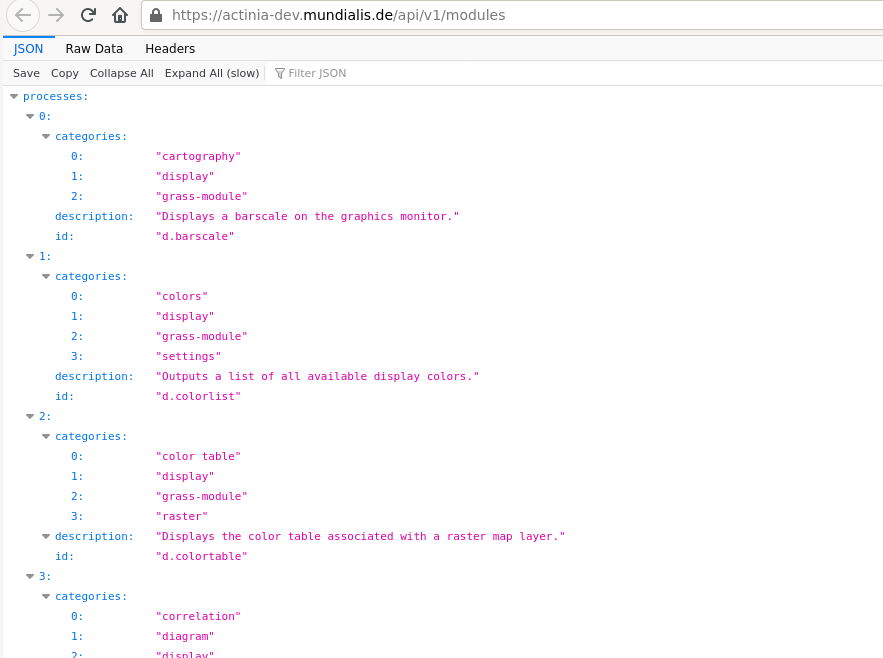 https://actinia-dev.mundialis.de/api/v1/modules
JSON Raw Data Headers
Save Copy Collapse All Expand All (slow) Filter JSON
processes:
0:
categories:
0: "cartography"
1: "display"
2: "grass-module"
description: "Displays a barscale on the graphics monitor."
id: "d.barscale"
1:
categories:
0: "colors"
1: "display"
2: "grass-module"
3: "settings"
description: "Outputs a list of all available display colors."
id: "d.colorlist"
2:
categories:
0: "color table"
1: "display"
2: "grass-module"
3: "raster"
description: "Displays the color table associated with a raster map layer."
id: "d.colortable"
3:
categories:
0: "correlation"
1: "diagram"
2: "display"